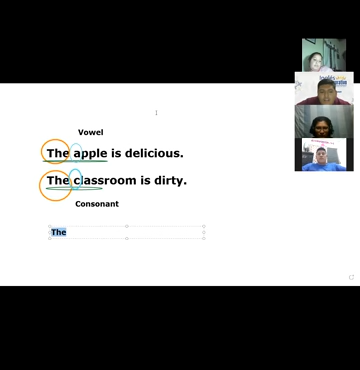 Vowel
The apple is delicious.
The classroom is dirty.
Consonant
The